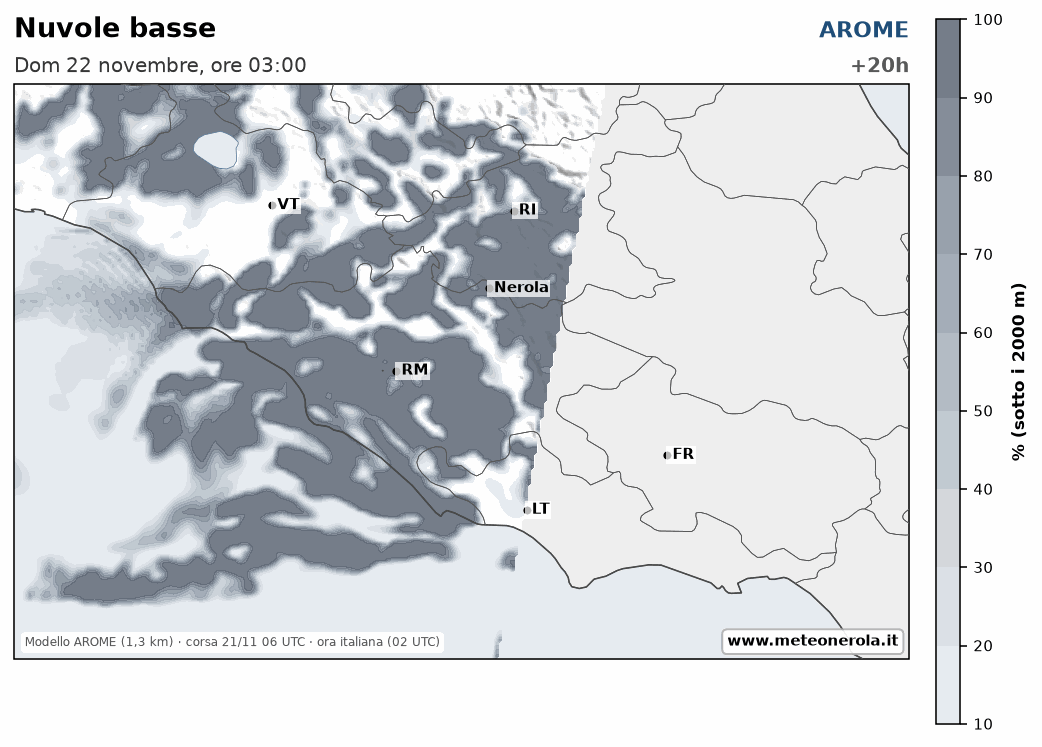 Nuvole basse
AROME
Dom 22 novembre, ore 03:00
+20h
100
90
80
70
60
50
40
30
20
10
% (sotto i 2000 m)
VT
RI
Nerola
RM
FR
LT
Modello AROME (1,3 km) · corsa 21/11 06 UTC · ora italiana (02 UTC)
www.meteonerola.it